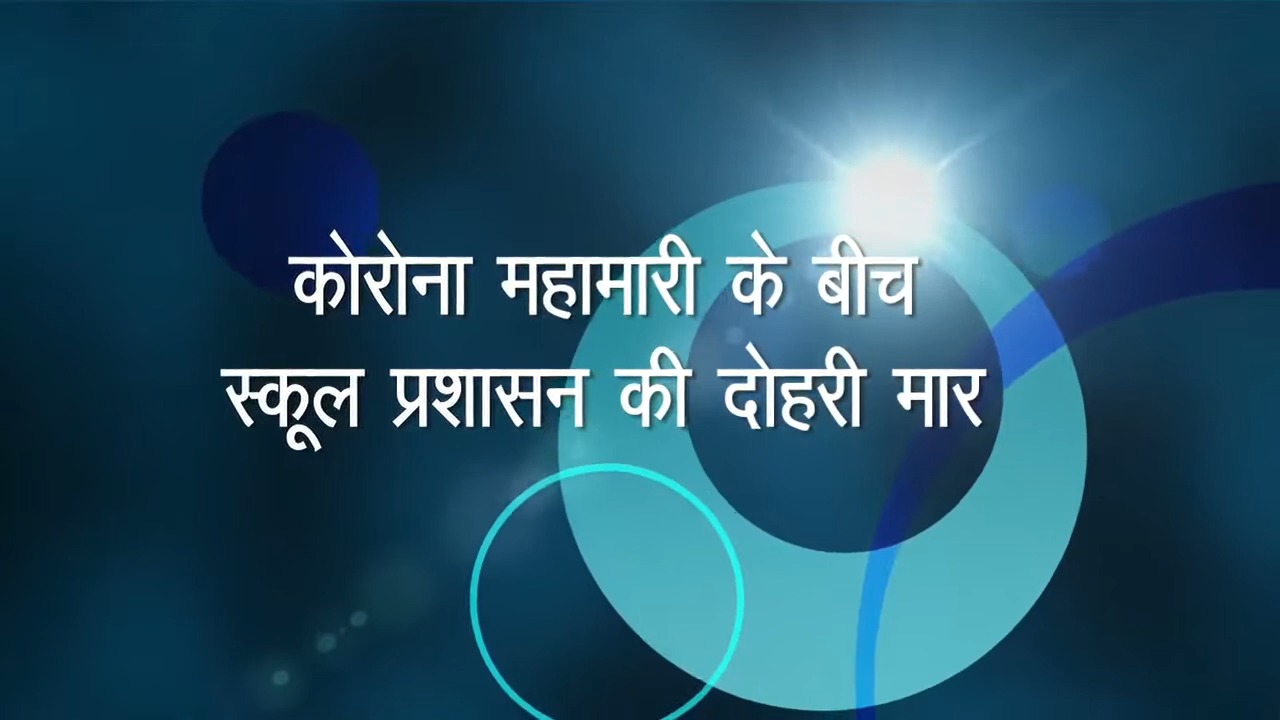 कोरोना महामारी के बीच
स्कूल प्रशासन की दोहरी मार